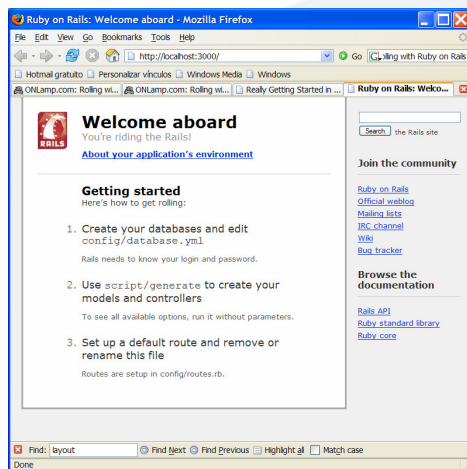 Ruby on Rails: Welcome aboard - Mozilla Firefox
File Edit View Go Bookmarks Tools Help
http://localhost:3000/ Go lling with Ruby on Rails
Hotmail gratuito Personalizar vínculos Windows Media Windows
ONLamp.com: Rolling wi... ONLamp.com: Rolling wi... Really Getting Started in ... Ruby on Rails: Welco...
RAILS
Welcome aboard
You're riding the Rails!
About your application's environment
Getting started
Here's how to get rolling:
1. Create your databases and edit
config/database.yml
Rails needs to know your login and password.
2. Use script/generate to create your
models and controllers
To see all available options, run it without parameters.
3. Set up a default route and remove or
rename this file
Routes are setup in config/routes.rb.
Search the Rails site
Join the community
Ruby on Rails
Official weblog
Mailing lists
IRC channel
Wiki
Bug tracker
Browse the
documentation
Rails API
Ruby standard library
Ruby core
Find: layout Find Next Find Previous Highlight all Match case
Done